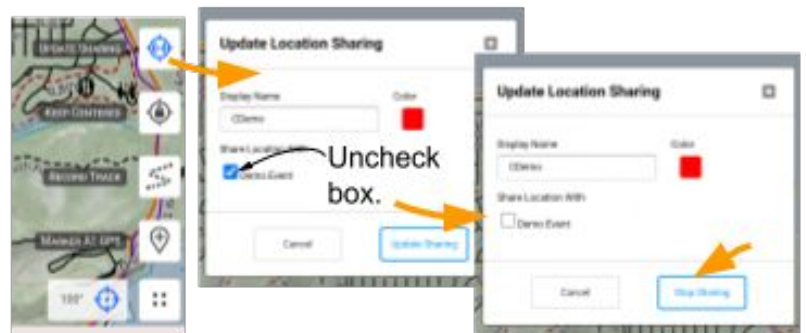 UPDATE SHARING
KEEP CENTERED
RECORD TRACK
MARKER AT GPS
100°
Update Location Sharing
Display Name
Color
CDemo
Share Location With
Demo Event
Cancel
Update Sharing
Uncheck
box.
Update Location Sharing
Display Name
Color
CDemo
Share Location With
Demo Event
Cancel
Stop Sharing